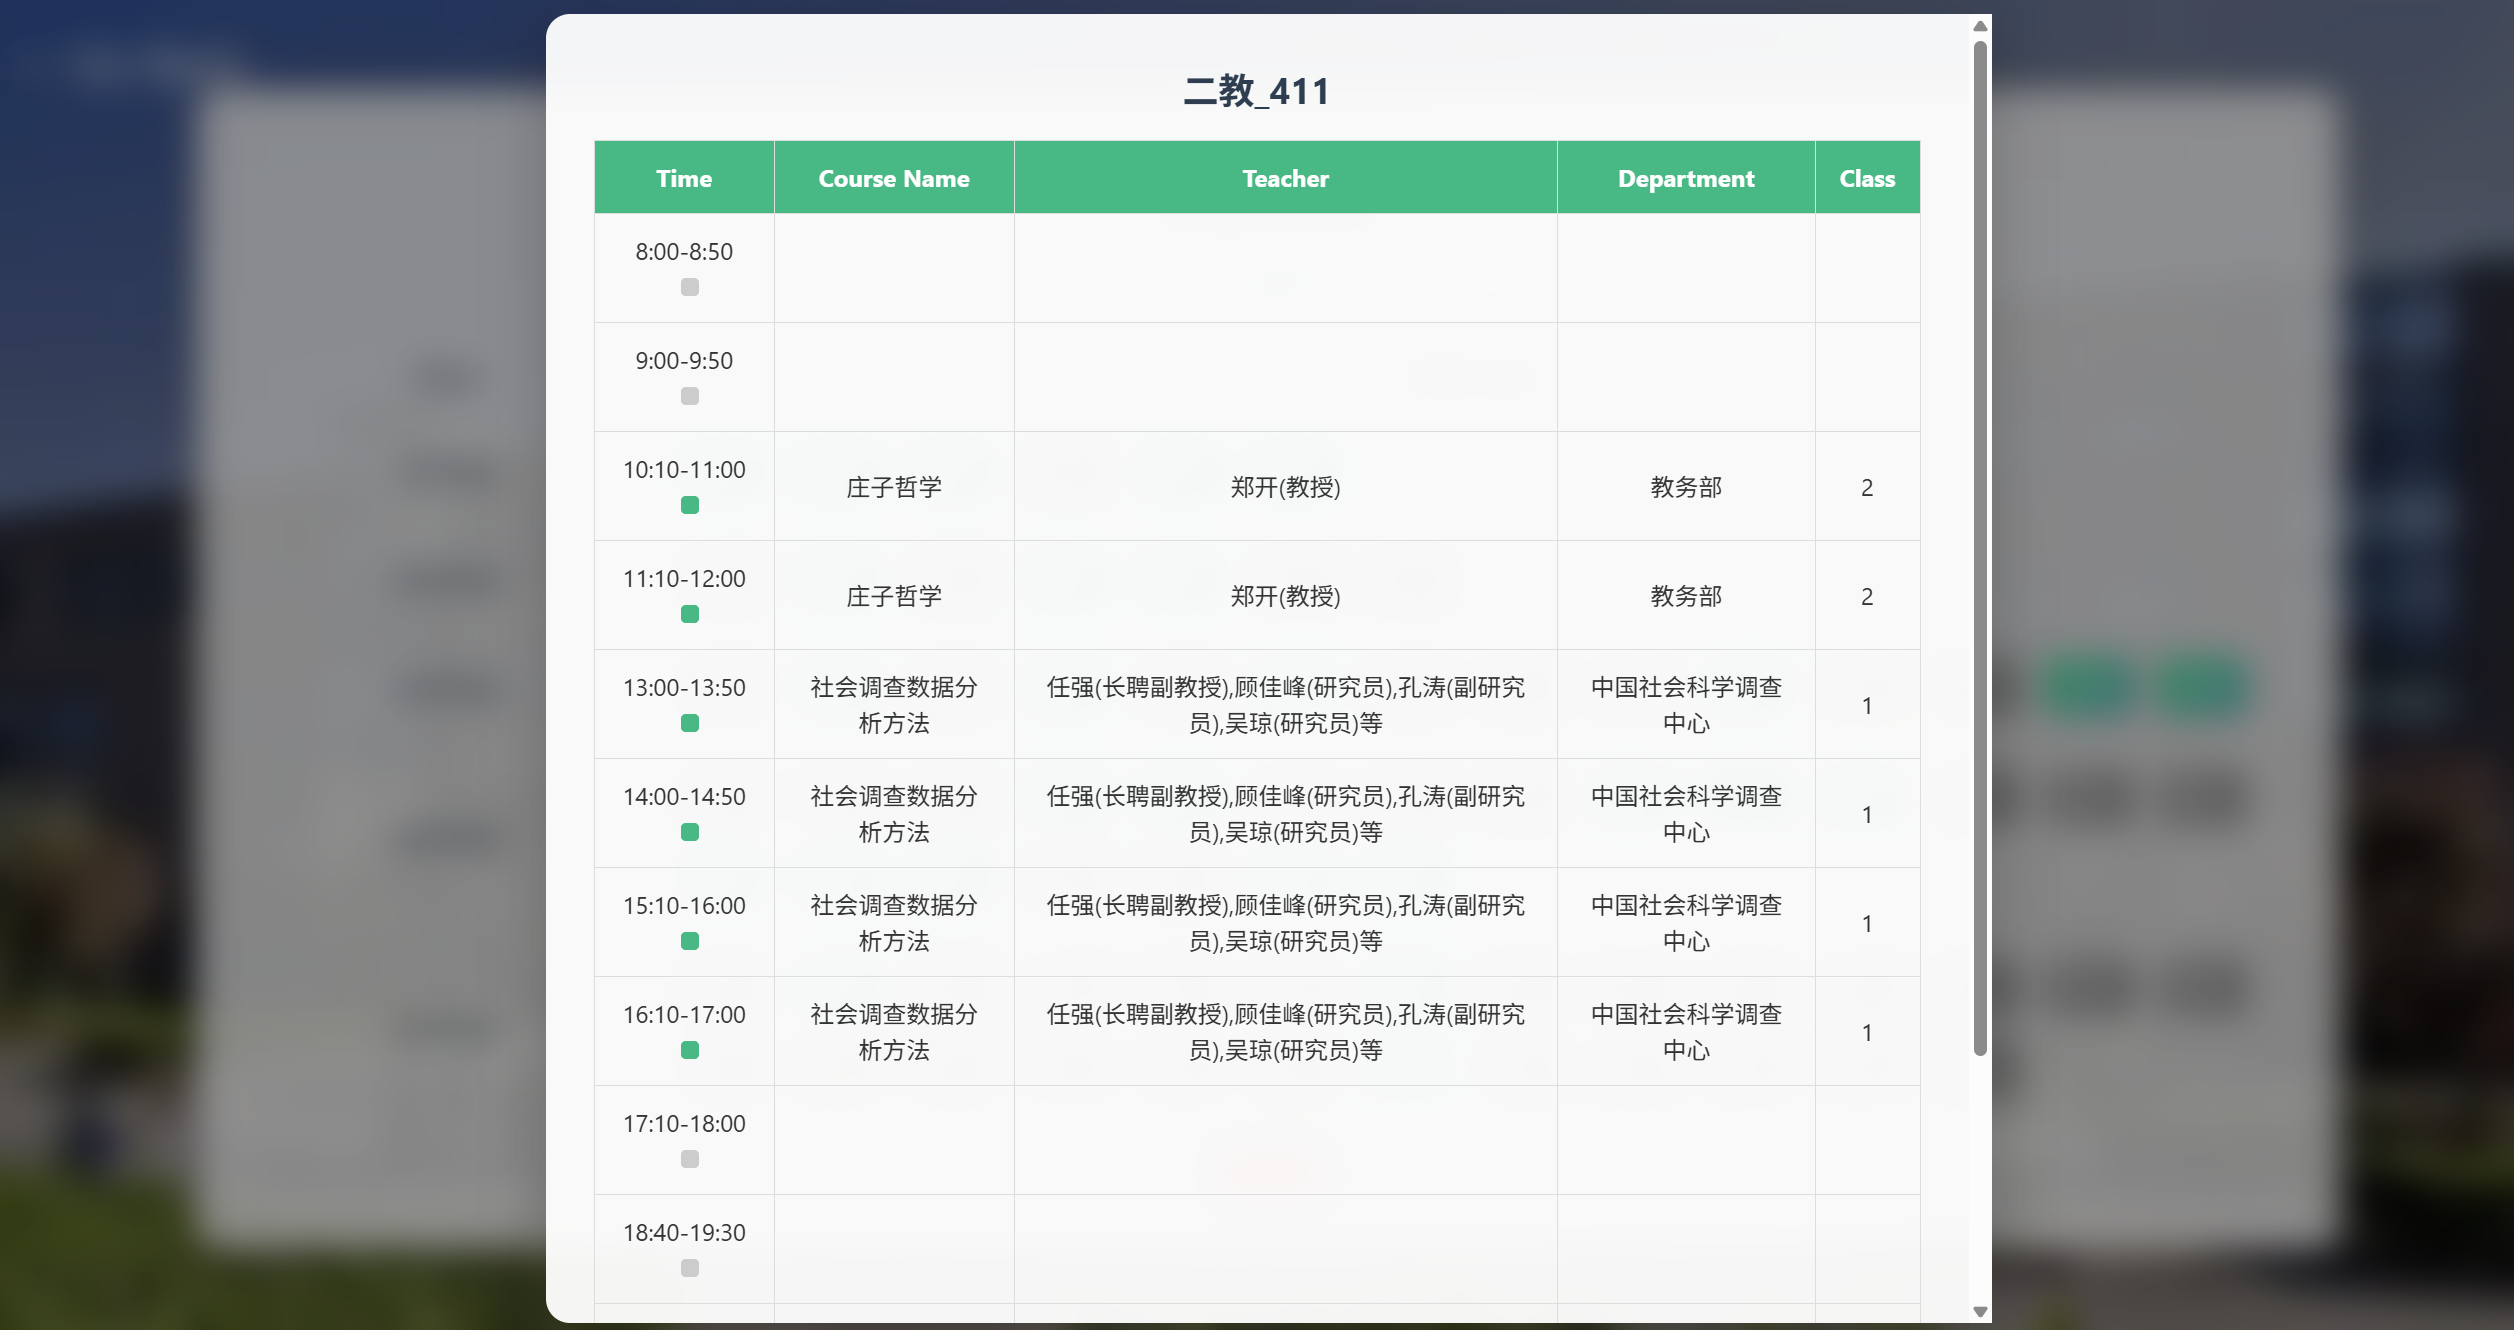 二教_411
Time Course Name Teacher Department Class
8:00-8:50
9:00-9:50
10:10-11:00 庄子哲学 郑开(教授) 教务部 2
11:10-12:00 庄子哲学 郑开(教授) 教务部 2
13:00-13:50 社会调查数据分 任强(长聘副教授),顾佳峰(研究员),孔涛(副研究 中国社会科学调查 1
析方法 员),吴琼(研究员)等 中心
14:00-14:50 社会调查数据分 任强(长聘副教授),顾佳峰(研究员),孔涛(副研究 中国社会科学调查 1
析方法 员),吴琼(研究员)等 中心
15:10-16:00 社会调查数据分 任强(长聘副教授),顾佳峰(研究员),孔涛(副研究 中国社会科学调查 1
析方法 员),吴琼(研究员)等 中心
16:10-17:00 社会调查数据分 任强(长聘副教授),顾佳峰(研究员),孔涛(副研究 中国社会科学调查 1
析方法 员),吴琼(研究员)等 中心
17:10-18:00
18:40-19:30